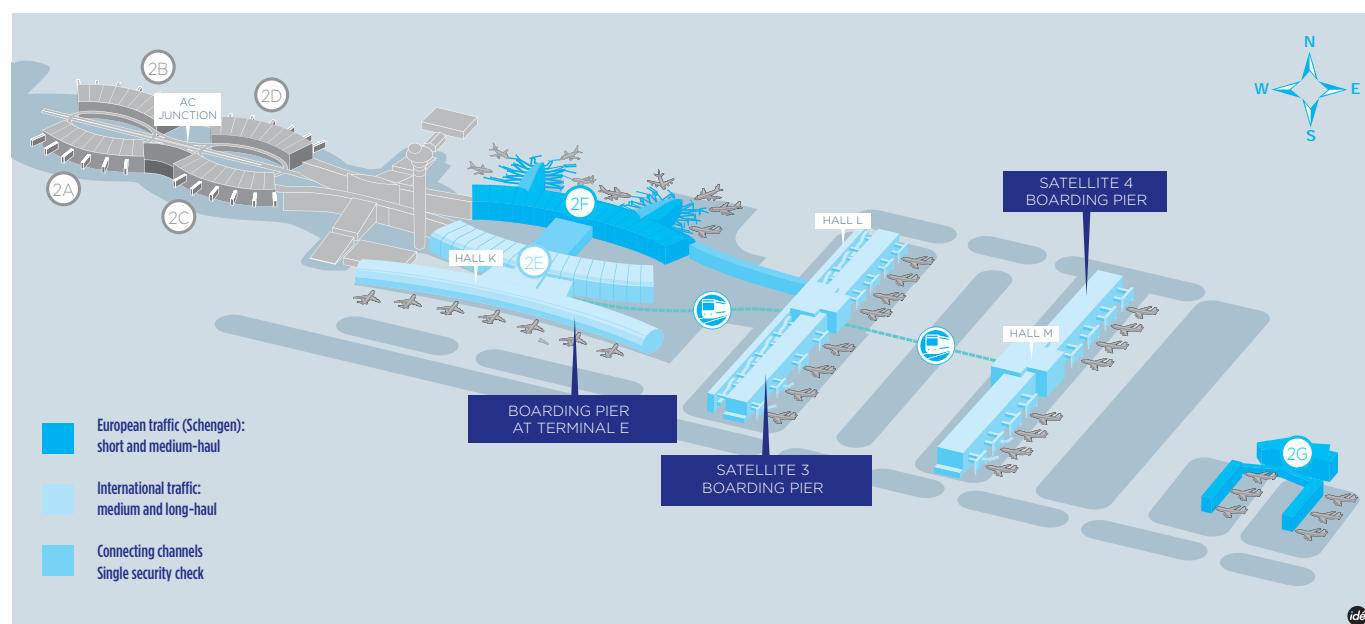 N
W
E
S
2B
2D
AC
JUNCTION
2A
2C
2F
SATELLITE 4
BOARDING PIER
HALL L
HALL K
2E
HALL M
BOARDING PIER
AT TERMINAL E
SATELLITE 3
BOARDING PIER
2G
European traffic (Schengen):
short and medium-haul
International traffic:
medium and long-haul
Connecting channels
Single security check
idé